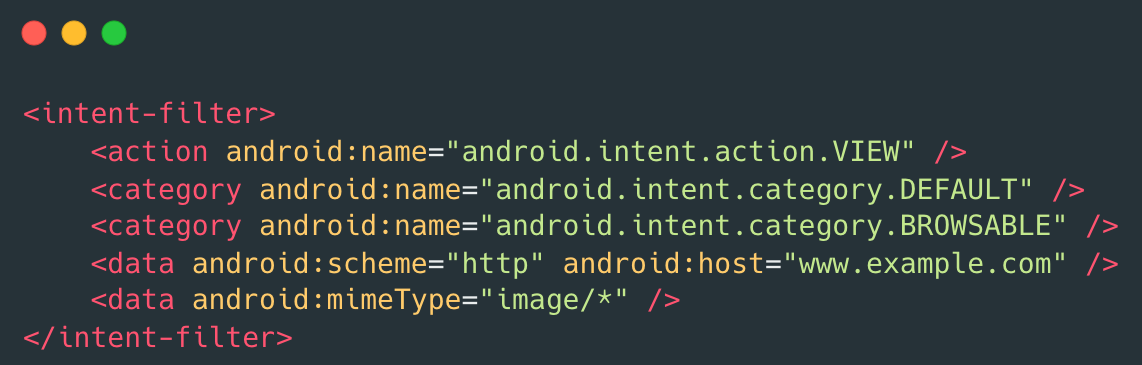 <intent-filter>
    <action android:name="android.intent.action.VIEW" />
    <category android:name="android.intent.category.DEFAULT" />
    <category android:name="android.intent.category.BROWSABLE" />
    <data android:scheme="http" android:host="www.example.com" />
    <data android:mimeType="image/*" />
</intent-filter>